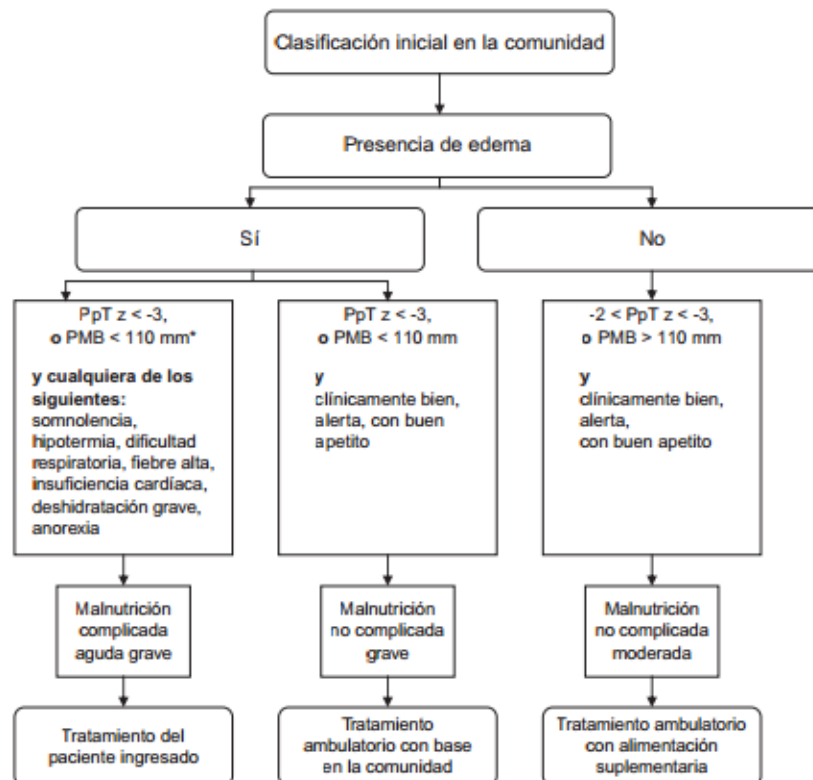 Clasificación inicial en la comunidad
Presencia de edema
Sí
No
PpT z < -3,
o PMB < 110 mm*
y cualquiera de los
siguientes:
somnolencia,
hipotermia, dificultad
respiratoria, fiebre alta,
insuficiencia cardíaca,
deshidratación grave,
anorexia
PpT z < -3,
o PMB < 110 mm
y
clínicamente bien,
alerta, con buen
apetito
-2 < PpT z < -3,
o PMB > 110 mm
y
clínicamente bien,
alerta,
con buen apetito
Malnutrición
complicada
aguda grave
Malnutrición
no complicada
grave
Malnutrición
no complicada
moderada
Tratamiento del
paciente ingresado
Tratamiento
ambulatorio con base
en la comunidad
Tratamiento ambulatorio
con alimentación
suplementaria